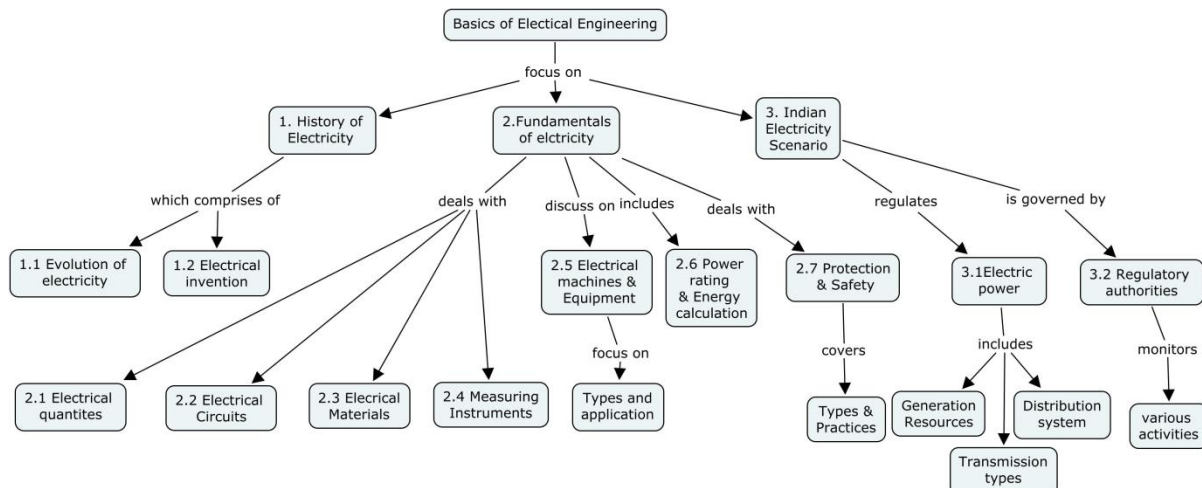 Basics of Electical Engineering
focus on
1. History of
Electricity
2.Fundamentals
of elctricity
3. Indian
Electricity
Scenario
which comprises of
deals with
discuss on
includes
deals with
regulates
is governed by
1.1 Evolution of
electricity
1.2 Electrical
invention
2.5 Electrical
machines &
Equipment
2.6 Power
rating
& Energy
calculation
2.7 Protection
& Safety
3.1Electric
power
3.2 Regulatory
authorities
focus on
covers
includes
monitors
2.1 Electrical
quantites
2.2 Electrical
Circuits
2.3 Elecrical
Materials
2.4 Measuring
Instruments
Types and
application
Types &
Practices
Generation
Resources
Distribution
system
various
activities
Transmission
types